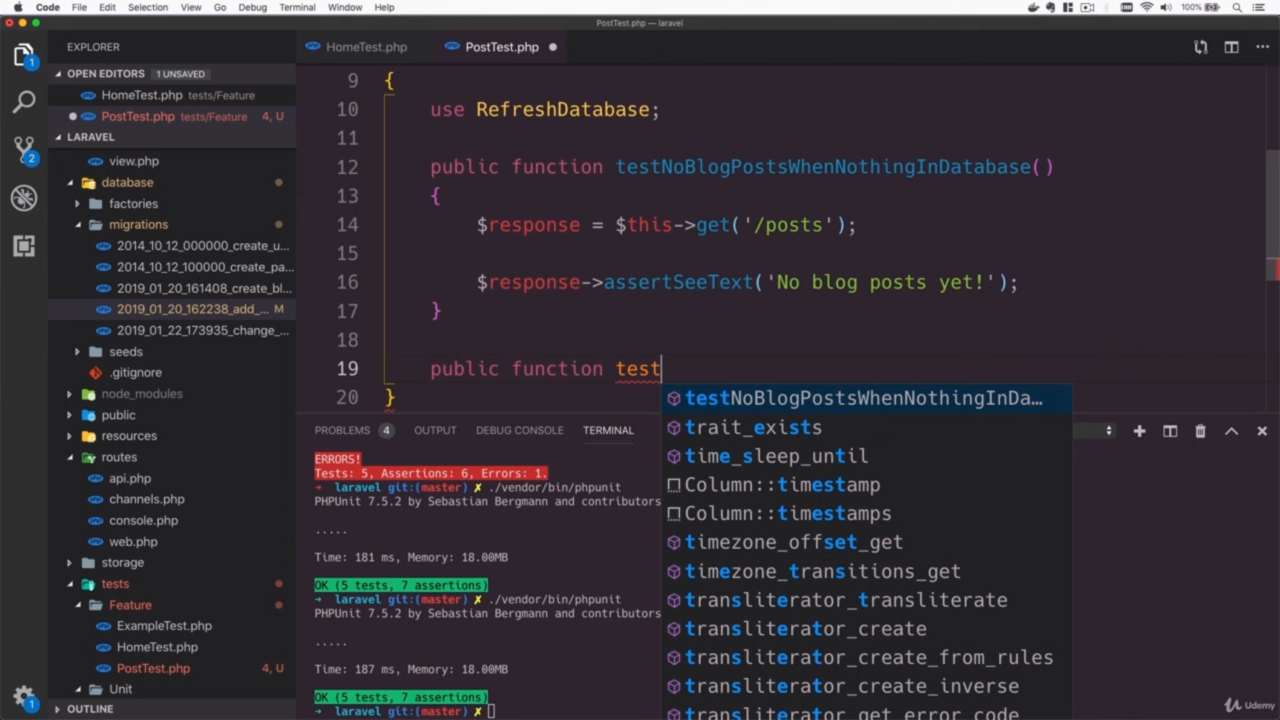 Code File Edit Selection View Go Debug Terminal Window Help 100%
PostTest.php — laravel
EXPLORER
OPEN EDITORS 1 UNSAVED
HomeTest.php tests/Feature
PostTest.php tests/Feature 4, U
LARAVEL
view.php
database
factories
migrations
2014_10_12_000000_create_u...
2014_10_12_100000_create_pa...
2019_01_20_161408_create_bl...
2019_01_20_162238_add_... M
2019_01_22_173935_change_...
seeds
.gitignore
node_modules
public
resources
routes
api.php
channels.php
console.php
web.php
storage
tests
Feature
ExampleTest.php
HomeTest.php
PostTest.php 4, U
Unit
OUTLINE
1
2
1
HomeTest.php PostTest.php
9 {
10 use RefreshDatabase;
11
12 public function testNoBlogPostsWhenNothingInDatabase()
13 {
14 $response = $this->get('/posts');
15
16 $response->assertSeeText('No blog posts yet!');
17 }
18
19 public function test
20 }
testNoBlogPostsWhenNothingInDa...
trait_exists
time_sleep_until
Column::timestamp
Column::timestamps
timezone_offset_get
timezone_transitions_get
transliterator_transliterate
transliterator_create
transliterator_create_from_rules
transliterator_create_inverse
transliterator_get_error_code
PROBLEMS 4 OUTPUT DEBUG CONSOLE TERMINAL
ERRORS!
Tests: 5, Assertions: 6, Errors: 1.
➜ laravel git:(master) ✗ ./vendor/bin/phpunit
PHPUnit 7.5.2 by Sebastian Bergmann and contributors
.....
Time: 181 ms, Memory: 18.00MB
OK (5 tests, 7 assertions)
➜ laravel git:(master) ✗ ./vendor/bin/phpunit
PHPUnit 7.5.2 by Sebastian Bergmann and contributors
.....
Time: 187 ms, Memory: 18.00MB
OK (5 tests, 7 assertions)
➜ laravel git:(master) ✗
Udemy